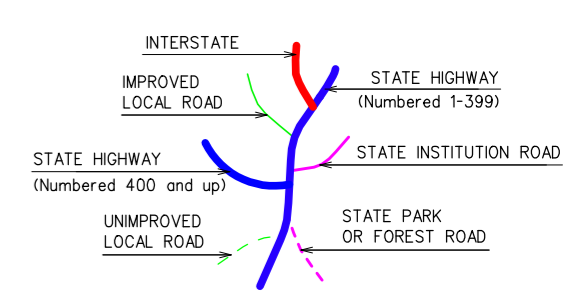 INTERSTATE
IMPROVED
LOCAL ROAD
STATE HIGHWAY
(Numbered 1-399)
STATE HIGHWAY
(Numbered 400 and up)
STATE INSTITUTION ROAD
UNIMPROVED
LOCAL ROAD
STATE PARK
OR FOREST ROAD